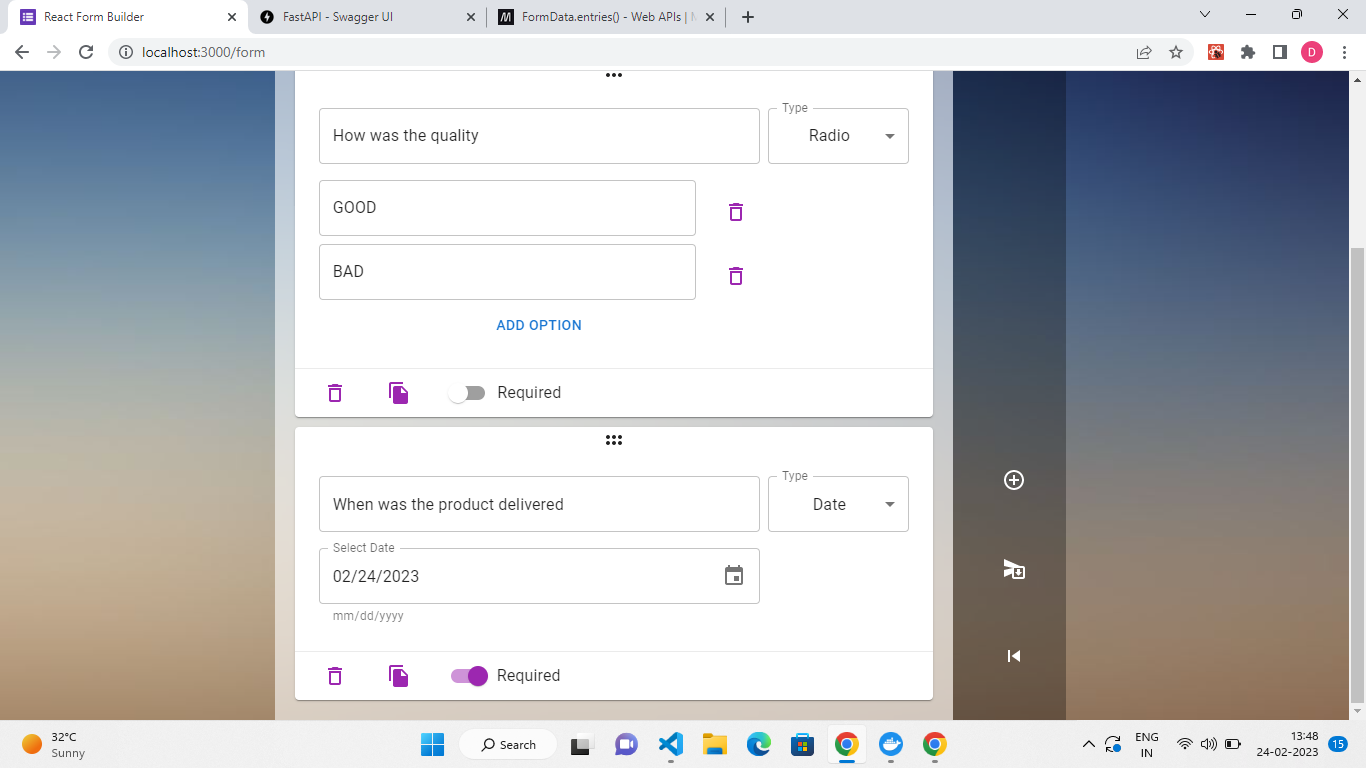 React Form Builder
FastAPI - Swagger UI
FormData.entries() - Web APIs |
localhost:3000/form
D
Type
How was the quality
Radio
GOOD
BAD
ADD OPTION
Required
Type
When was the product delivered
Date
Select Date
02/24/2023
mm/dd/yyyy
Required
32°C
Sunny
Search
ENG
IN
13:48
24-02-2023
15